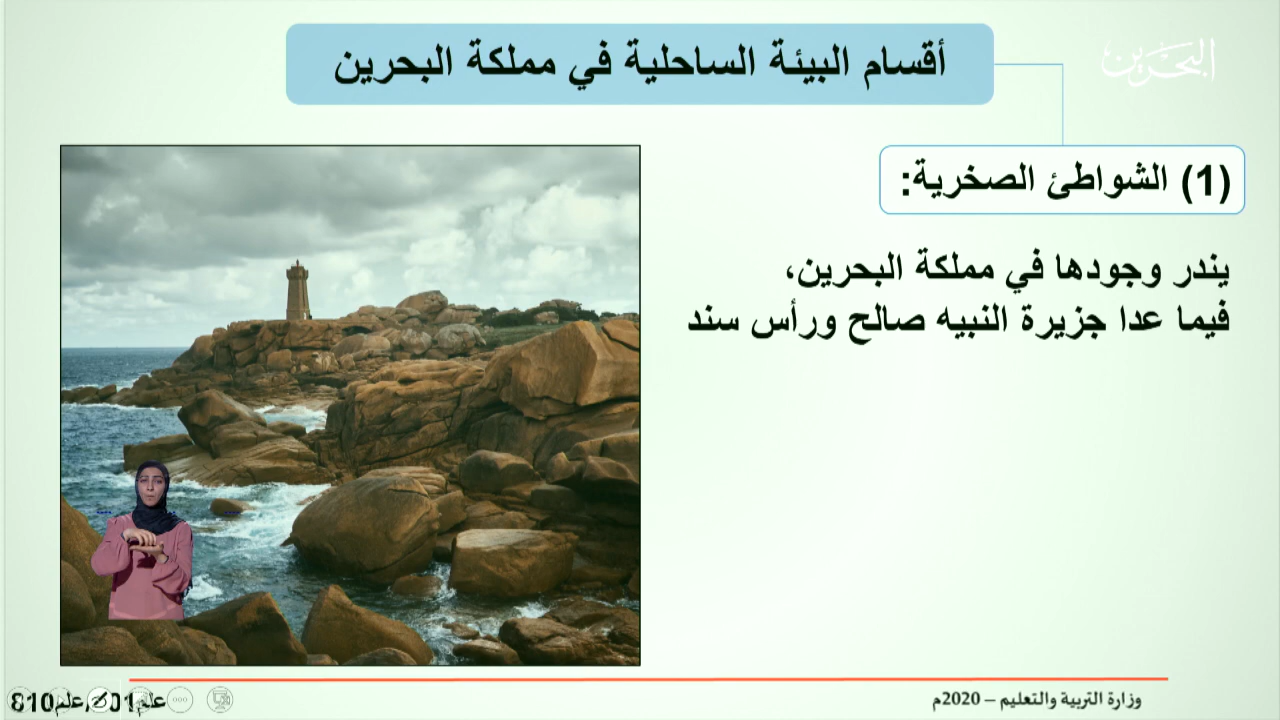 أقسام البيئة الساحلية في مملكة البحرين
البحرين
(1) الشواطئ الصخرية:
يندر وجودها في مملكة البحرين،
فيما عدا جزيرة النبيه صالح ورأس سند
وزارة التربية والتعليم – 2020م